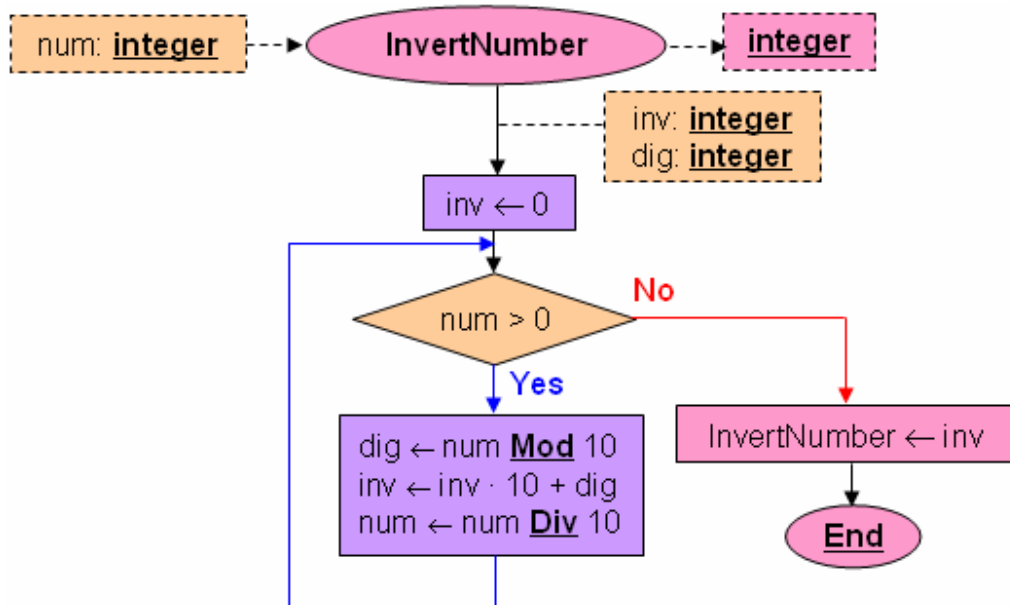 num: integer
InvertNumber
integer
inv: integer
dig: integer
inv ← 0
num > 0
No
Yes
dig ← num Mod 10
inv ← inv · 10 + dig
num ← num Div 10
InvertNumber ← inv
End